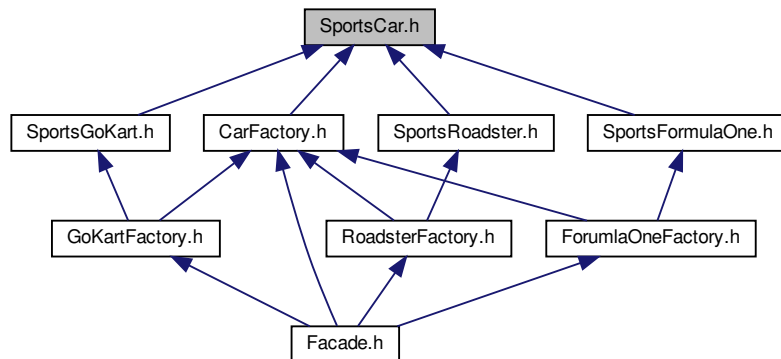 SportsCar.h
SportsGoKart.h
CarFactory.h
SportsRoadster.h
SportsFormulaOne.h
GoKartFactory.h
RoadsterFactory.h
ForumlaOneFactory.h
Facade.h